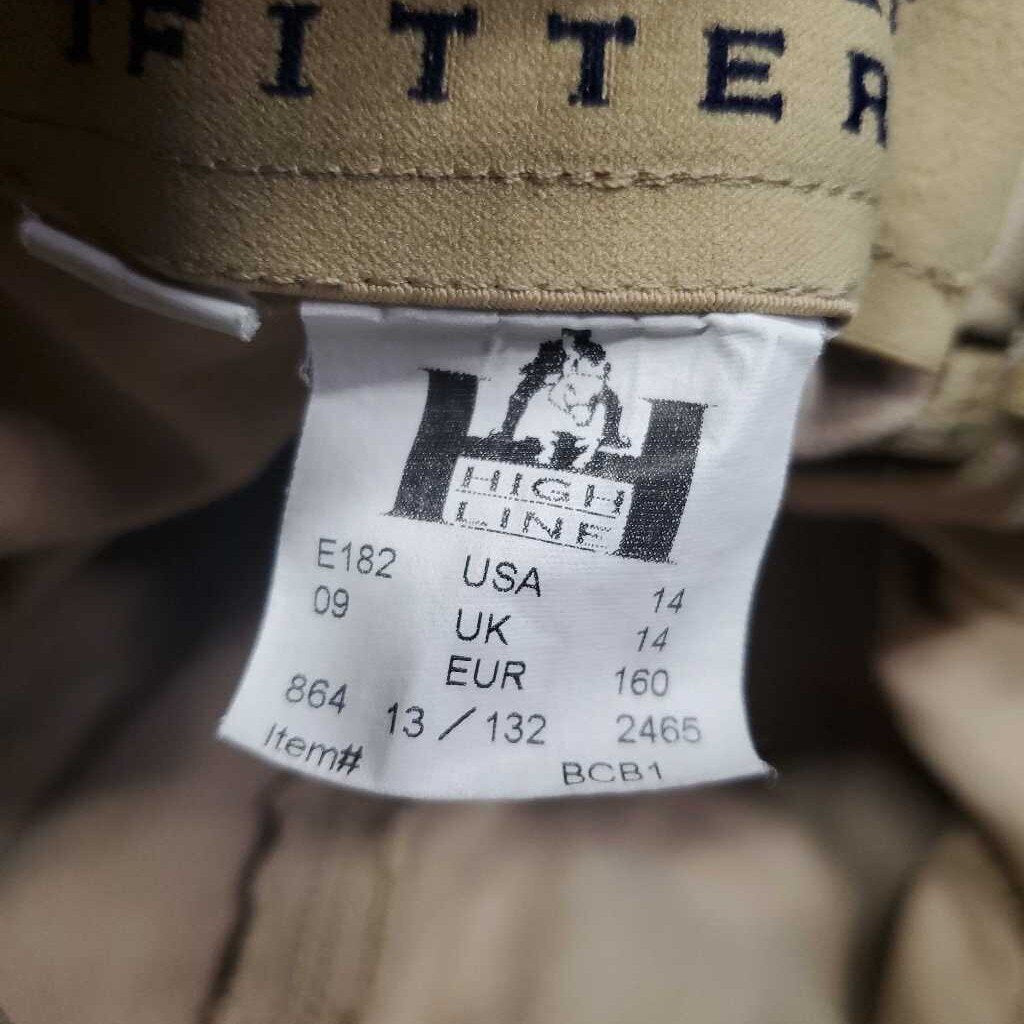 FITTER
HIGH
LINE
E182 USA 14
09 UK 14
EUR 160
864 13 / 132 2465
Item# BCB1